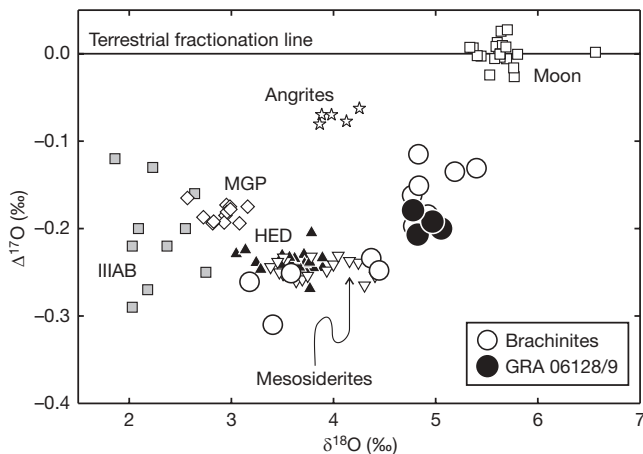 0.0
Terrestrial fractionation line
Moon
Angrites
−0.1
MGP
Δ17O (‰)
−0.2
HED
IIIAB
−0.3
Brachinites
GRA 06128/9
Mesosiderites
−0.4
2 3 4 5 6 7
δ18O (‰)